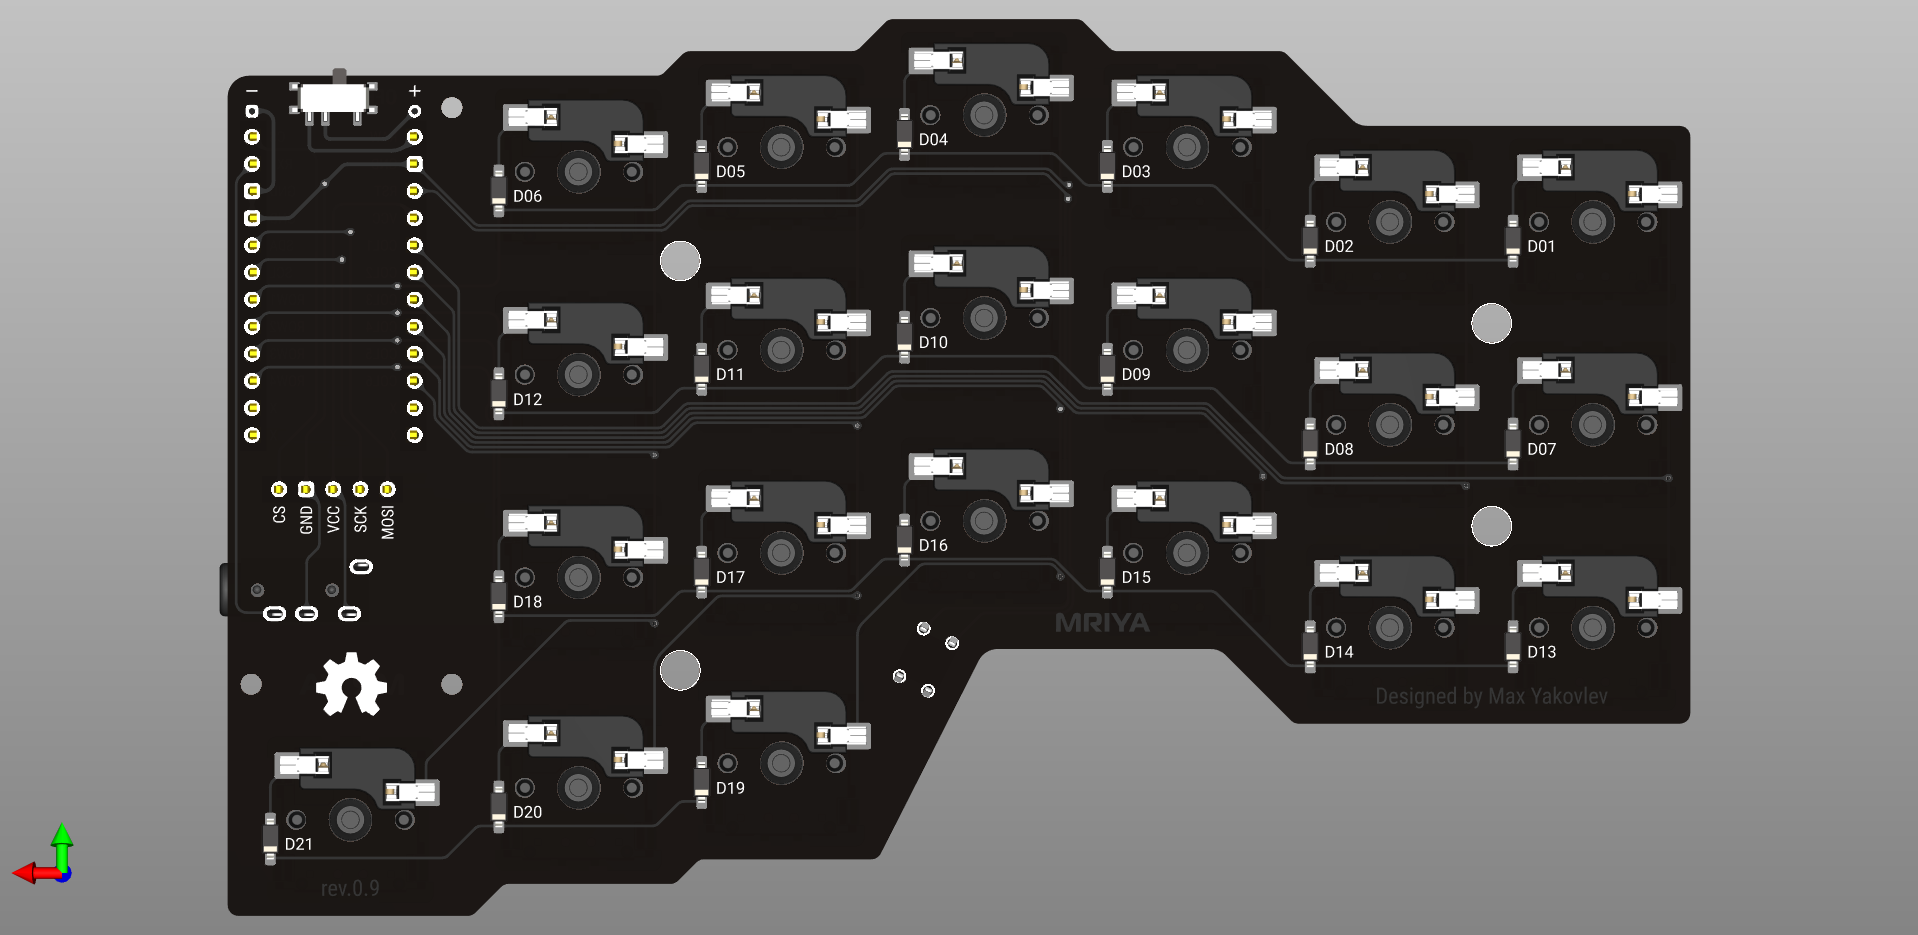 −
+
D06
D05
D04
D03
D02
D01
D12
D11
D10
D09
D08
D07
CS
GND
VCC
SCK
MOSI
D18
D17
D16
D15
D14
D13
MRIYA
Designed by Max Yakovlev
D21
D20
D19
rev.0.9